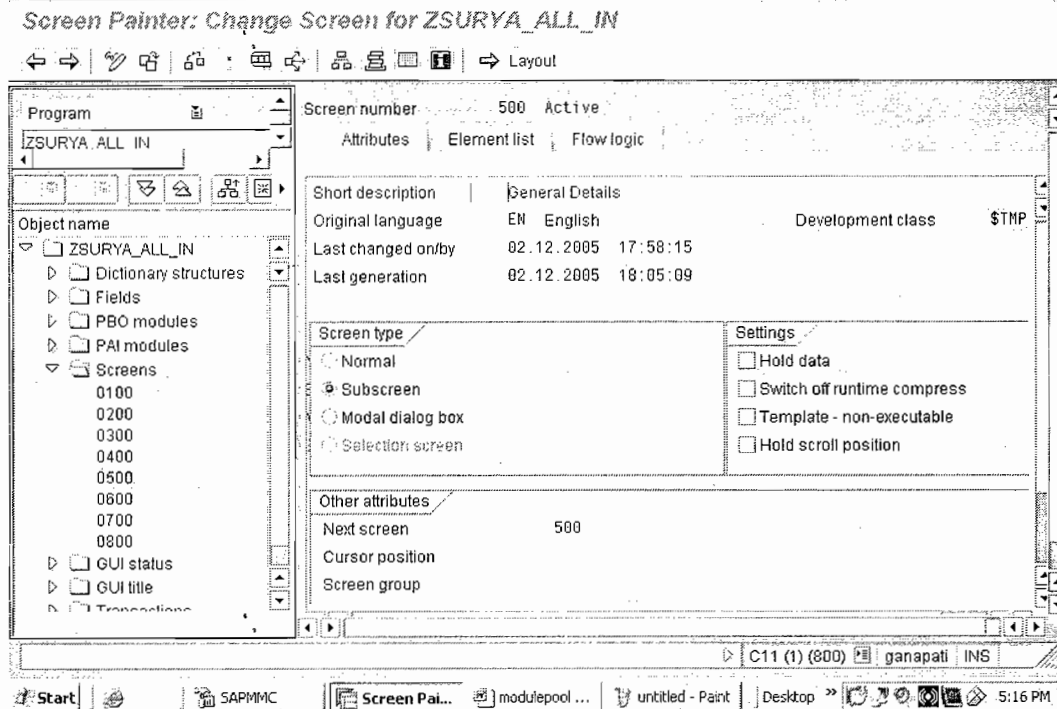 Screen Painter: Change Screen for ZSURYA_ALL_IN
Layout
Program
ZSURYA_ALL_IN
Object name
ZSURYA_ALL_IN
Dictionary structures
Fields
PBO modules
PAI modules
Screens
0100
0200
0300
0400
0500
0600
0700
0800
GUI status
GUI title
Transactions
Screen number 500 Active
Attributes Element list Flow logic
Short description General Details
Original language EN English Development class $TMP
Last changed on/by 02.12.2005 17:58:15
Last generation 02.12.2005 18:05:09
Screen type
Normal
Subscreen
Modal dialog box
Selection screen
Settings
Hold data
Switch off runtime compress
Template - non-executable
Hold scroll position
Other attributes
Next screen 500
Cursor position
Screen group
C11 (1) (800) ganapati INS
Start SAPMMC Screen Pai... modulepool ... untitled - Paint Desktop » 5:16 PM